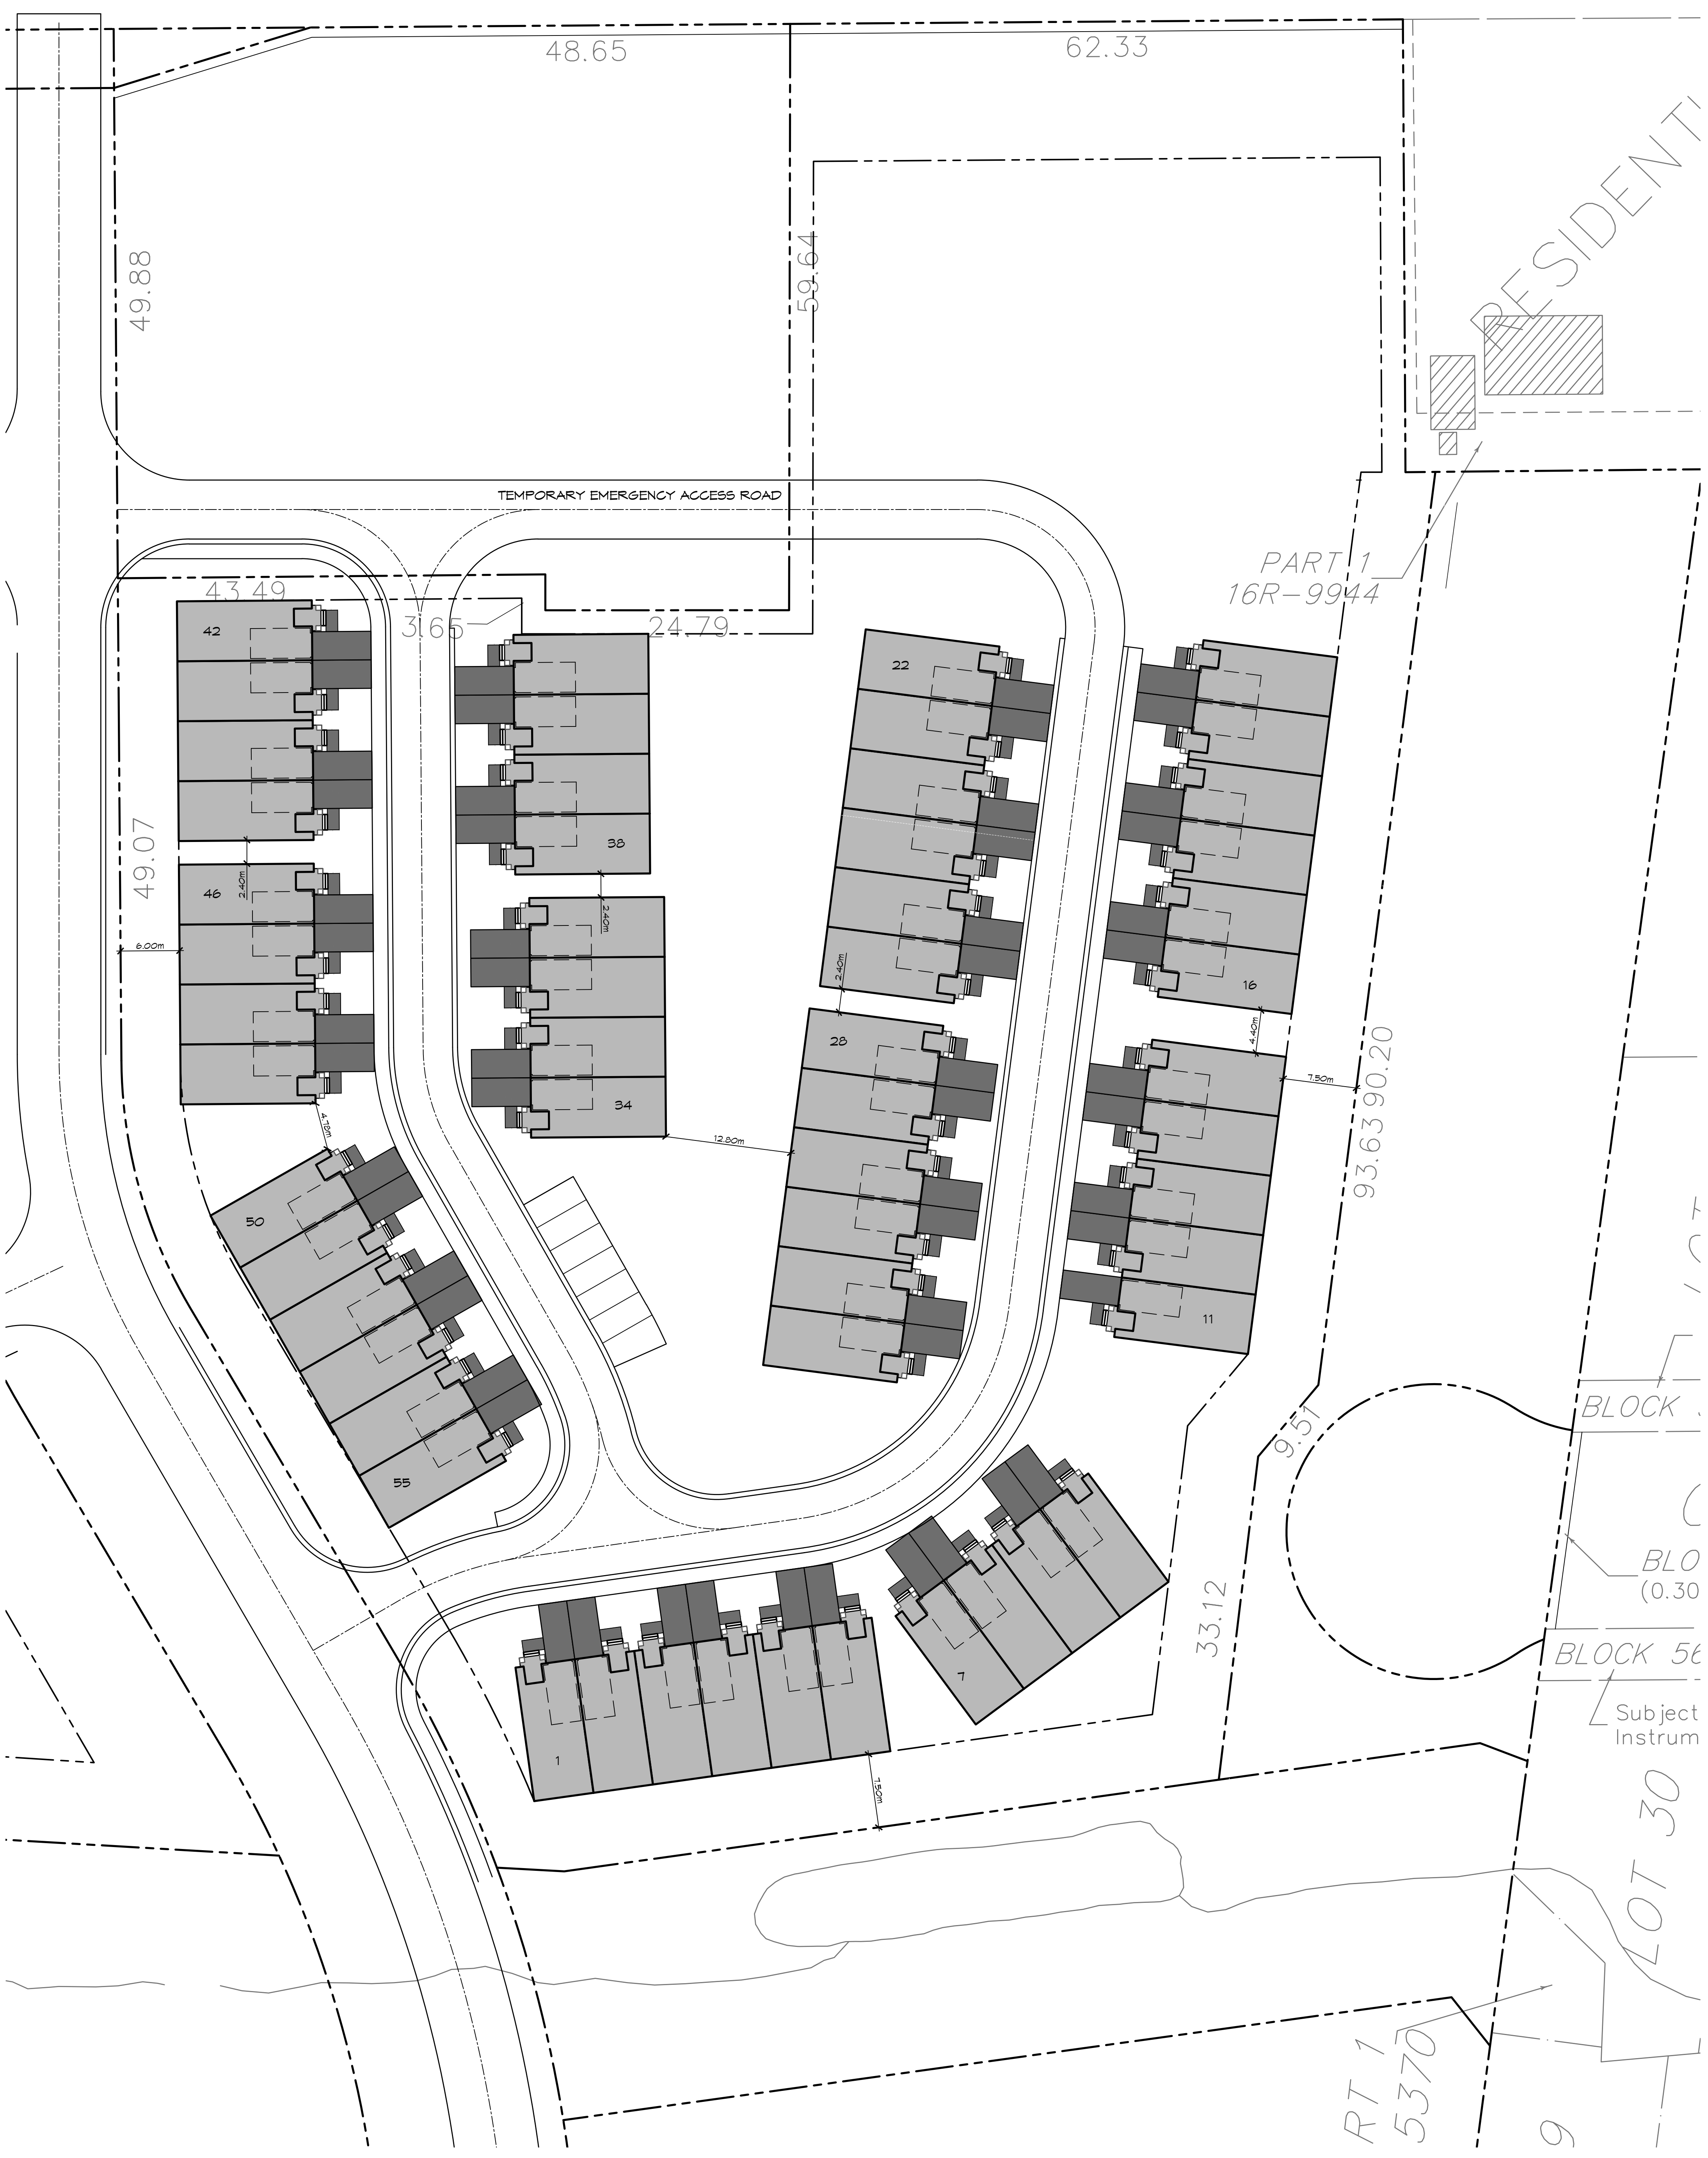 48.65
62.33
RESIDENTI
49.88
59.64
TEMPORARY EMERGENCY ACCESS ROAD
PART 1
16R-9944
43.49
3.65
24.79
42
22
38
49.07
46
2.40m
2.40m
6.00m
2.40m
16
28
4.40m
90.20
7.50m
34
4.78m
12.80m
93.63
50
11
BLOCK
9.51
55
BLO
(0.30
33.12
BLOCK 56
7
Subject
Instrum
1
7.50m
LOT 30
RT 1
5370
9